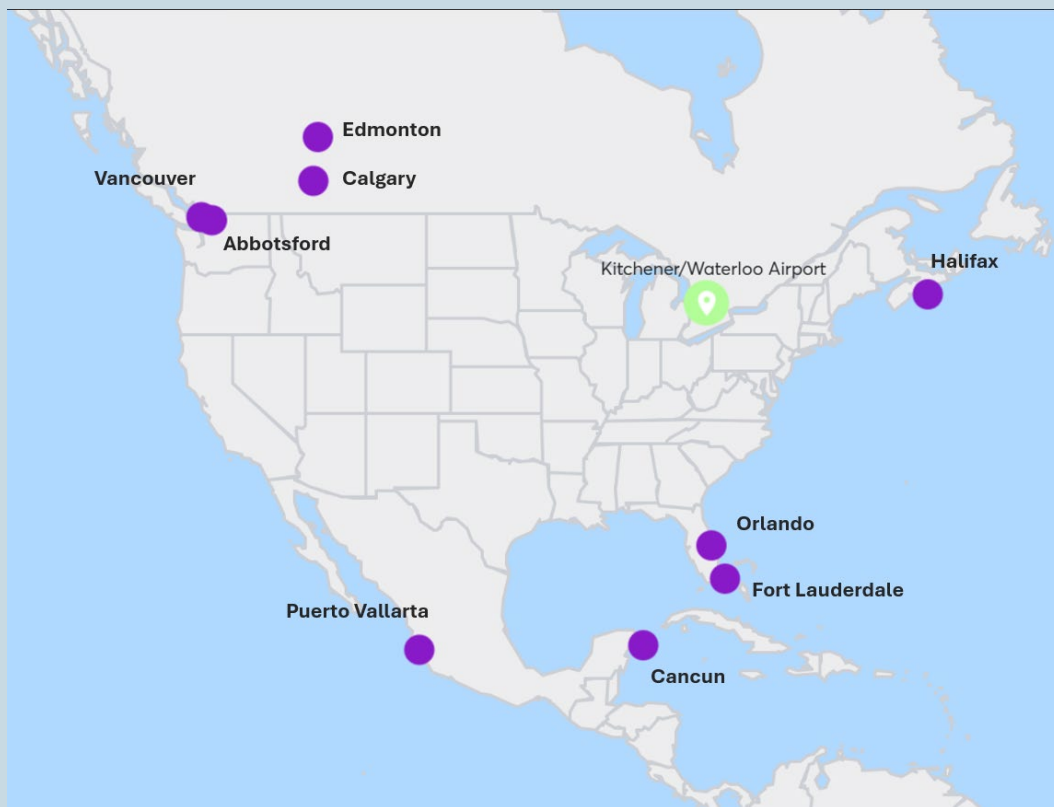 Edmonton
Vancouver
Calgary
Abbotsford
Halifax
Kitchener/Waterloo Airport
Orlando
Fort Lauderdale
Puerto Vallarta
Cancun